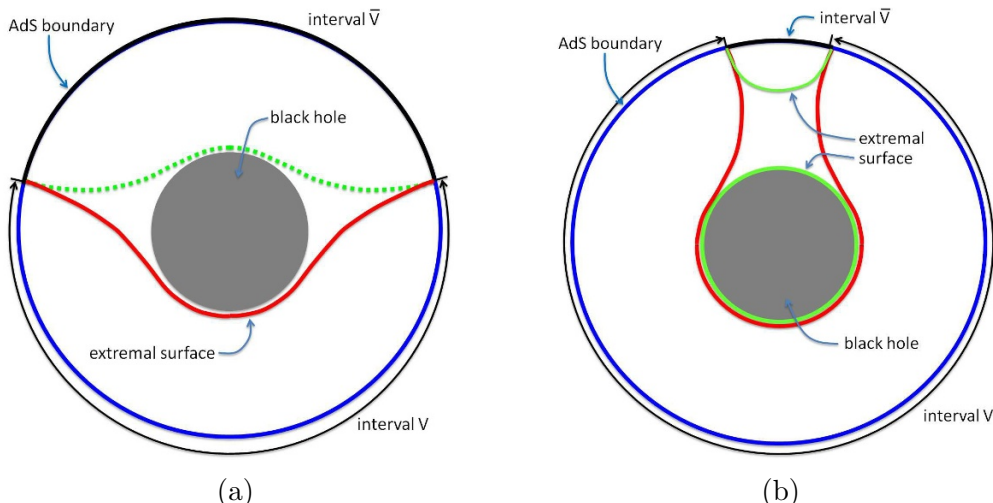 AdS boundary
interval V̅
black hole
extremal surface
interval V
(a)
interval V̅
AdS boundary
extremal
surface
black hole
interval V
(b)